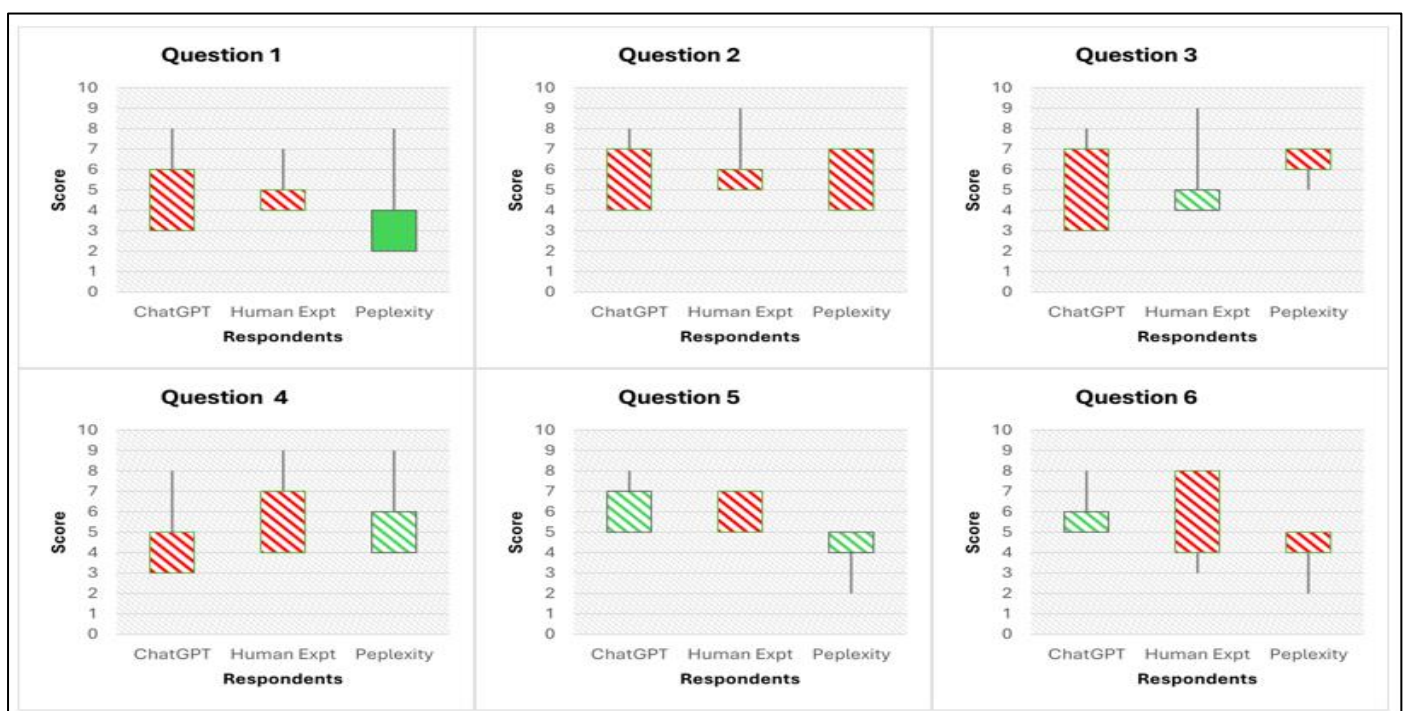 Question 1
10
9
8
7
6
5
4
3
2
1
0
Score
ChatGPT Human Expt Peplexity
Respondents
Question 2
10
9
8
7
6
5
4
3
2
1
0
Score
ChatGPT Human Expt Peplexity
Respondents
Question 3
10
9
8
7
6
5
4
3
2
1
0
Score
ChatGPT Human Expt Peplexity
Respondents
Question 4
10
9
8
7
6
5
4
3
2
1
0
Score
ChatGPT Human Expt Peplexity
Respondents
Question 5
10
9
8
7
6
5
4
3
2
1
0
Score
ChatGPT Human Expt Peplexity
Respondents
Question 6
10
9
8
7
6
5
4
3
2
1
0
Score
ChatGPT Human Expt Peplexity
Respondents